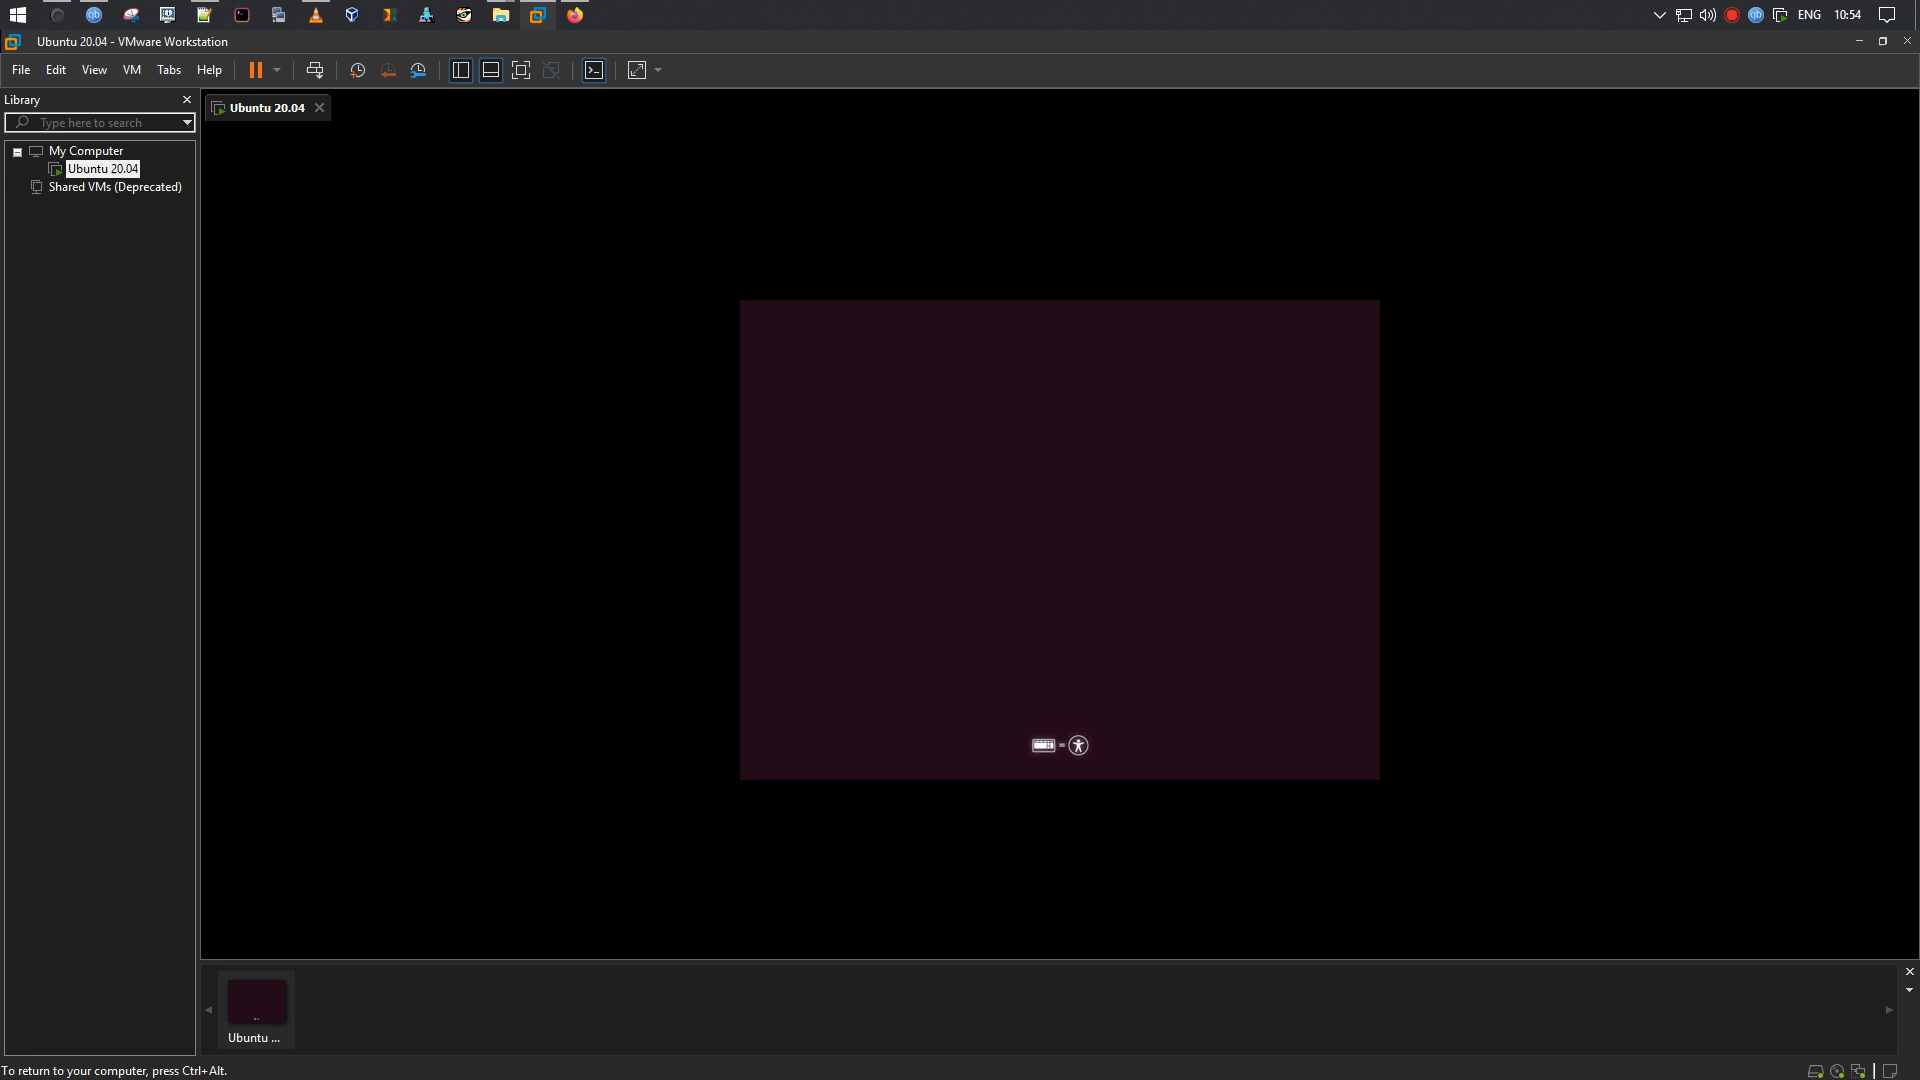 ENG 10:54
Ubuntu 20.04 - VMware Workstation
File Edit View VM Tabs Help
Library
Ubuntu 20.04
Type here to search
My Computer
Ubuntu 20.04
Shared VMs (Deprecated)
Ubuntu ...
To return to your computer, press Ctrl+Alt.